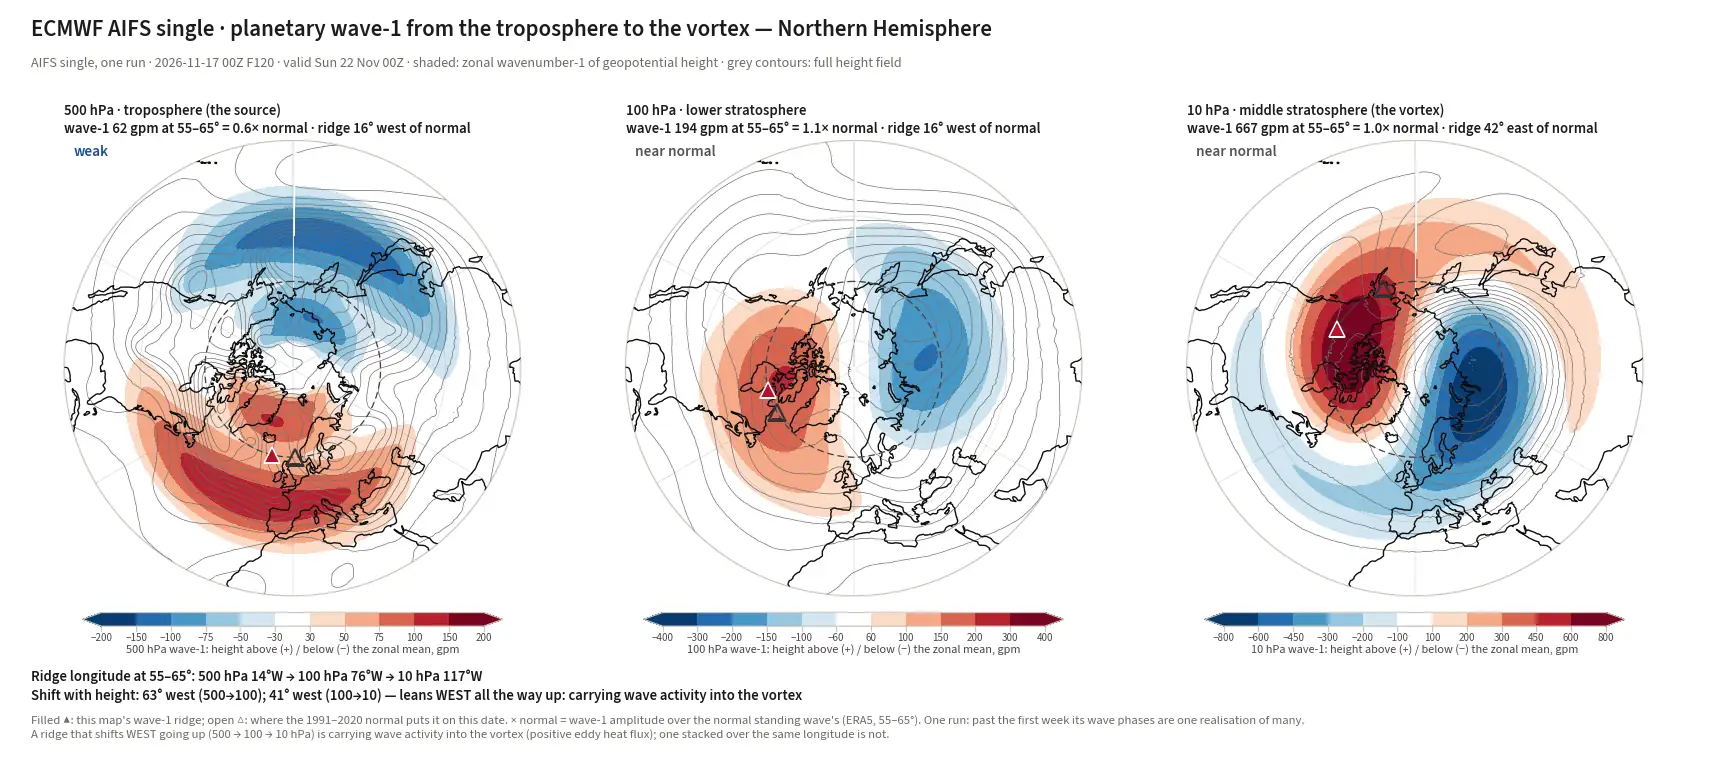 ECMWF AIFS single · planetary wave-1 from the troposphere to the vortex — Northern Hemisphere
AIFS single, one run · 2026-11-17 00Z F120 · valid Sun 22 Nov 00Z · shaded: zonal wavenumber-1 of geopotential height · grey contours: full height field
500 hPa · troposphere (the source)
wave-1 62 gpm at 55–65° = 0.6× normal · ridge 16° west of normal
weak
100 hPa · lower stratosphere
wave-1 194 gpm at 55–65° = 1.1× normal · ridge 16° west of normal
near normal
10 hPa · middle stratosphere (the vortex)
wave-1 667 gpm at 55–65° = 1.0× normal · ridge 42° east of normal
near normal
−200 −150 −100 −75 −50 −30 30 50 75 100 150 200
500 hPa wave-1: height above (+) / below (−) the zonal mean, gpm
−400 −300 −200 −150 −100 −60 60 100 150 200 300 400
100 hPa wave-1: height above (+) / below (−) the zonal mean, gpm
−800 −600 −450 −300 −200 −100 100 200 300 450 600 800
10 hPa wave-1: height above (+) / below (−) the zonal mean, gpm
Ridge longitude at 55–65°: 500 hPa 14°W → 100 hPa 76°W → 10 hPa 117°W
Shift with height: 63° west (500→100); 41° west (100→10) — leans WEST all the way up: carrying wave activity into the vortex
Filled ▲: this map's wave-1 ridge; open △: where the 1991–2020 normal puts it on this date. × normal = wave-1 amplitude over the normal standing wave's (ERA5, 55–65°). One run: past the first week its wave phases are one realisation of many.
A ridge that shifts WEST going up (500 → 100 → 10 hPa) is carrying wave activity into the vortex (positive eddy heat flux); one stacked over the same longitude is not.